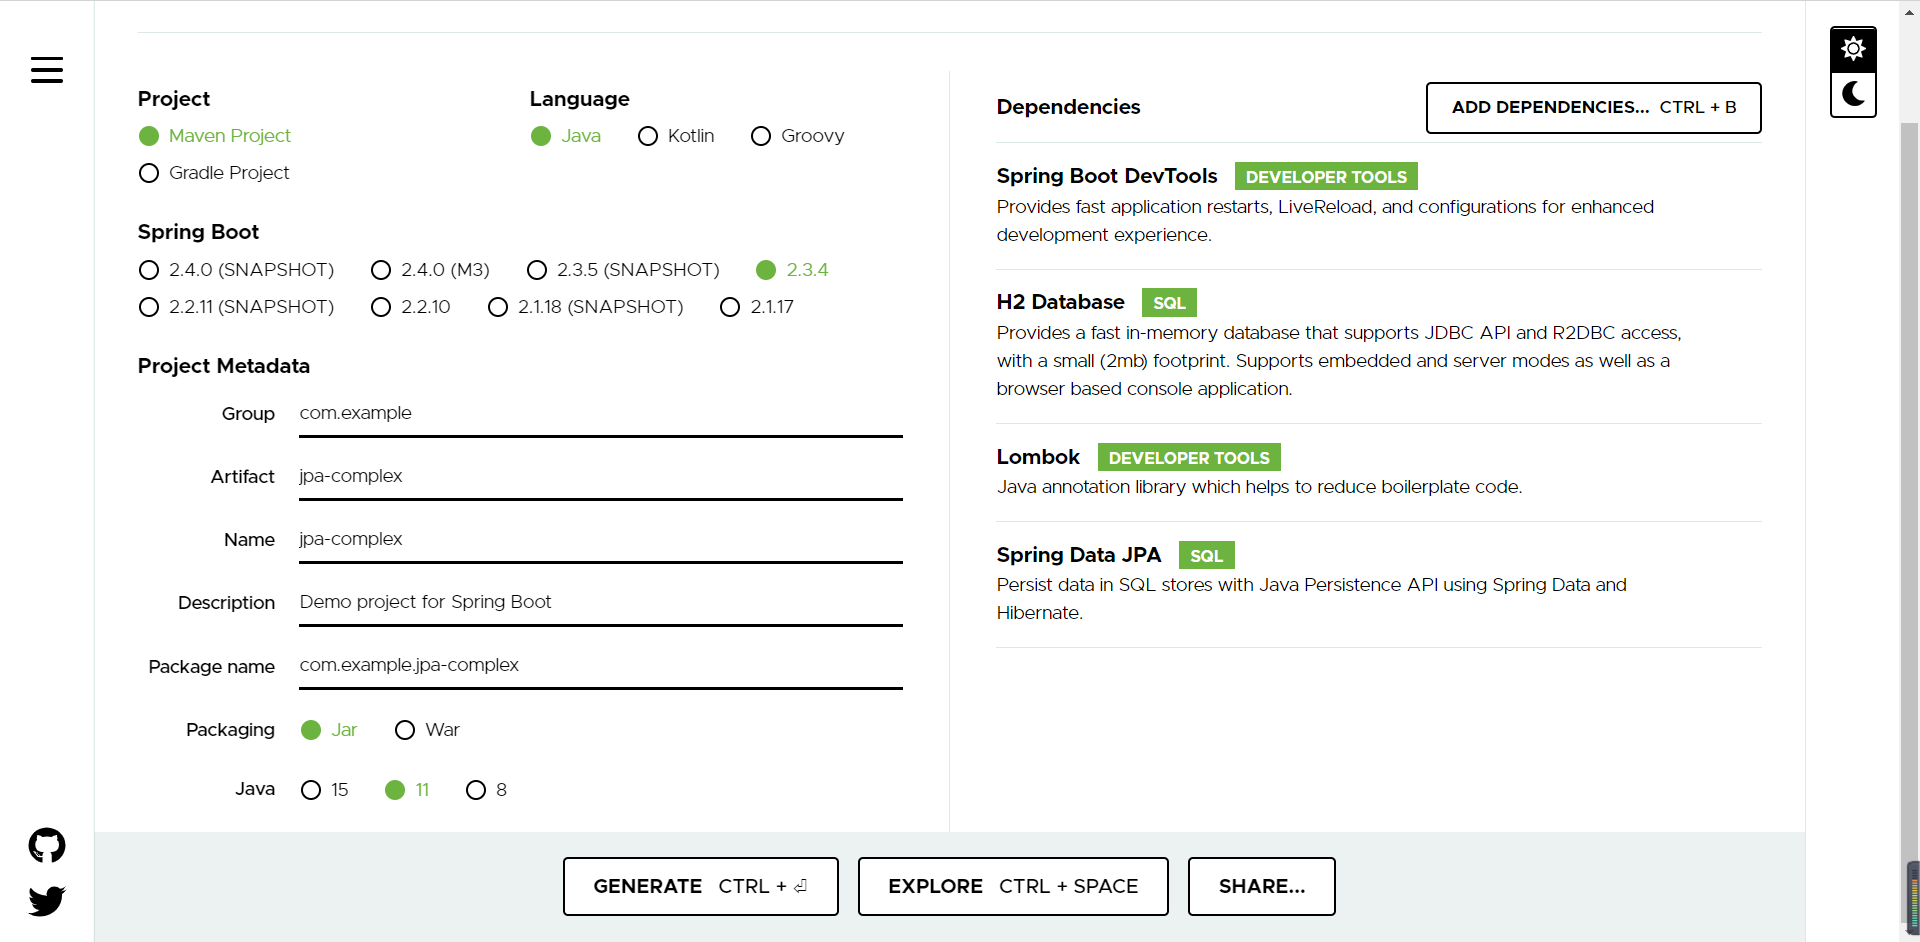 Project
Maven Project
Gradle Project
Language
Java Kotlin Groovy
Spring Boot
2.4.0 (SNAPSHOT) 2.4.0 (M3) 2.3.5 (SNAPSHOT) 2.3.4
2.2.11 (SNAPSHOT) 2.2.10 2.1.18 (SNAPSHOT) 2.1.17
Project Metadata
Group com.example
Artifact jpa-complex
Name jpa-complex
Description Demo project for Spring Boot
Package name com.example.jpa-complex
Packaging Jar War
Java 15 11 8
Dependencies
ADD DEPENDENCIES... CTRL + B
Spring Boot DevTools DEVELOPER TOOLS
Provides fast application restarts, LiveReload, and configurations for enhanced
development experience.
H2 Database SQL
Provides a fast in-memory database that supports JDBC API and R2DBC access,
with a small (2mb) footprint. Supports embedded and server modes as well as a
browser based console application.
Lombok DEVELOPER TOOLS
Java annotation library which helps to reduce boilerplate code.
Spring Data JPA SQL
Persist data in SQL stores with Java Persistence API using Spring Data and
Hibernate.
GENERATE CTRL + ⏎
EXPLORE CTRL + SPACE
SHARE...